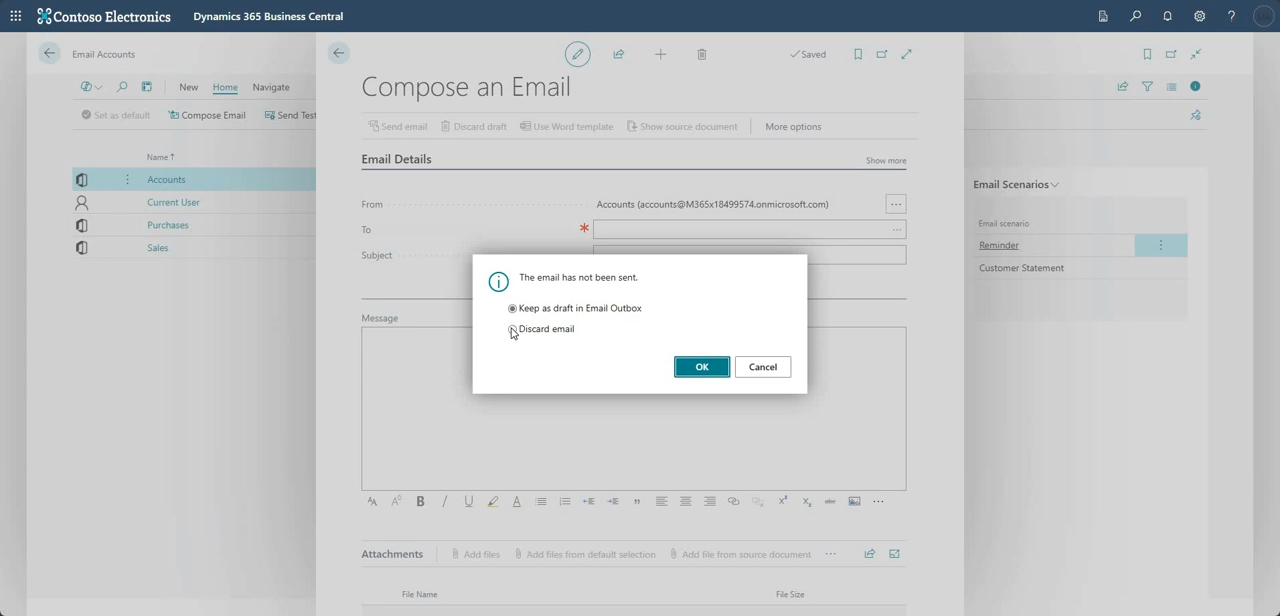 Contoso Electronics Dynamics 365 Business Central ?
Email Accounts
New Home Navigate
Set as default Compose Email Send Test
Name ↑
Accounts
Current User
Purchases
Sales
✓Saved
Compose an Email
Send email Discard draft Use Word template Show source document More options
Email Details Show more
From Accounts (accounts@M365x18499574.onmicrosoft.com) ...
To * ...
Subject
Message
The email has not been sent.
Keep as draft in Email Outbox
Discard email
OK Cancel
B I U A
Attachments Add files Add files from default selection Add file from source document ...
File Name File Size
Email Scenarios
Email scenario
Reminder
Customer Statement